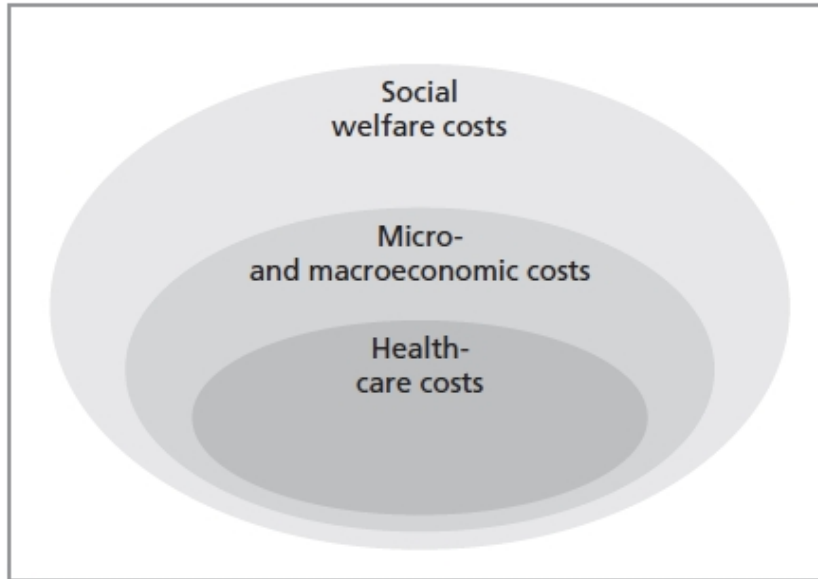 Social
welfare costs
Micro-
and macroeconomic costs
Health-
care costs